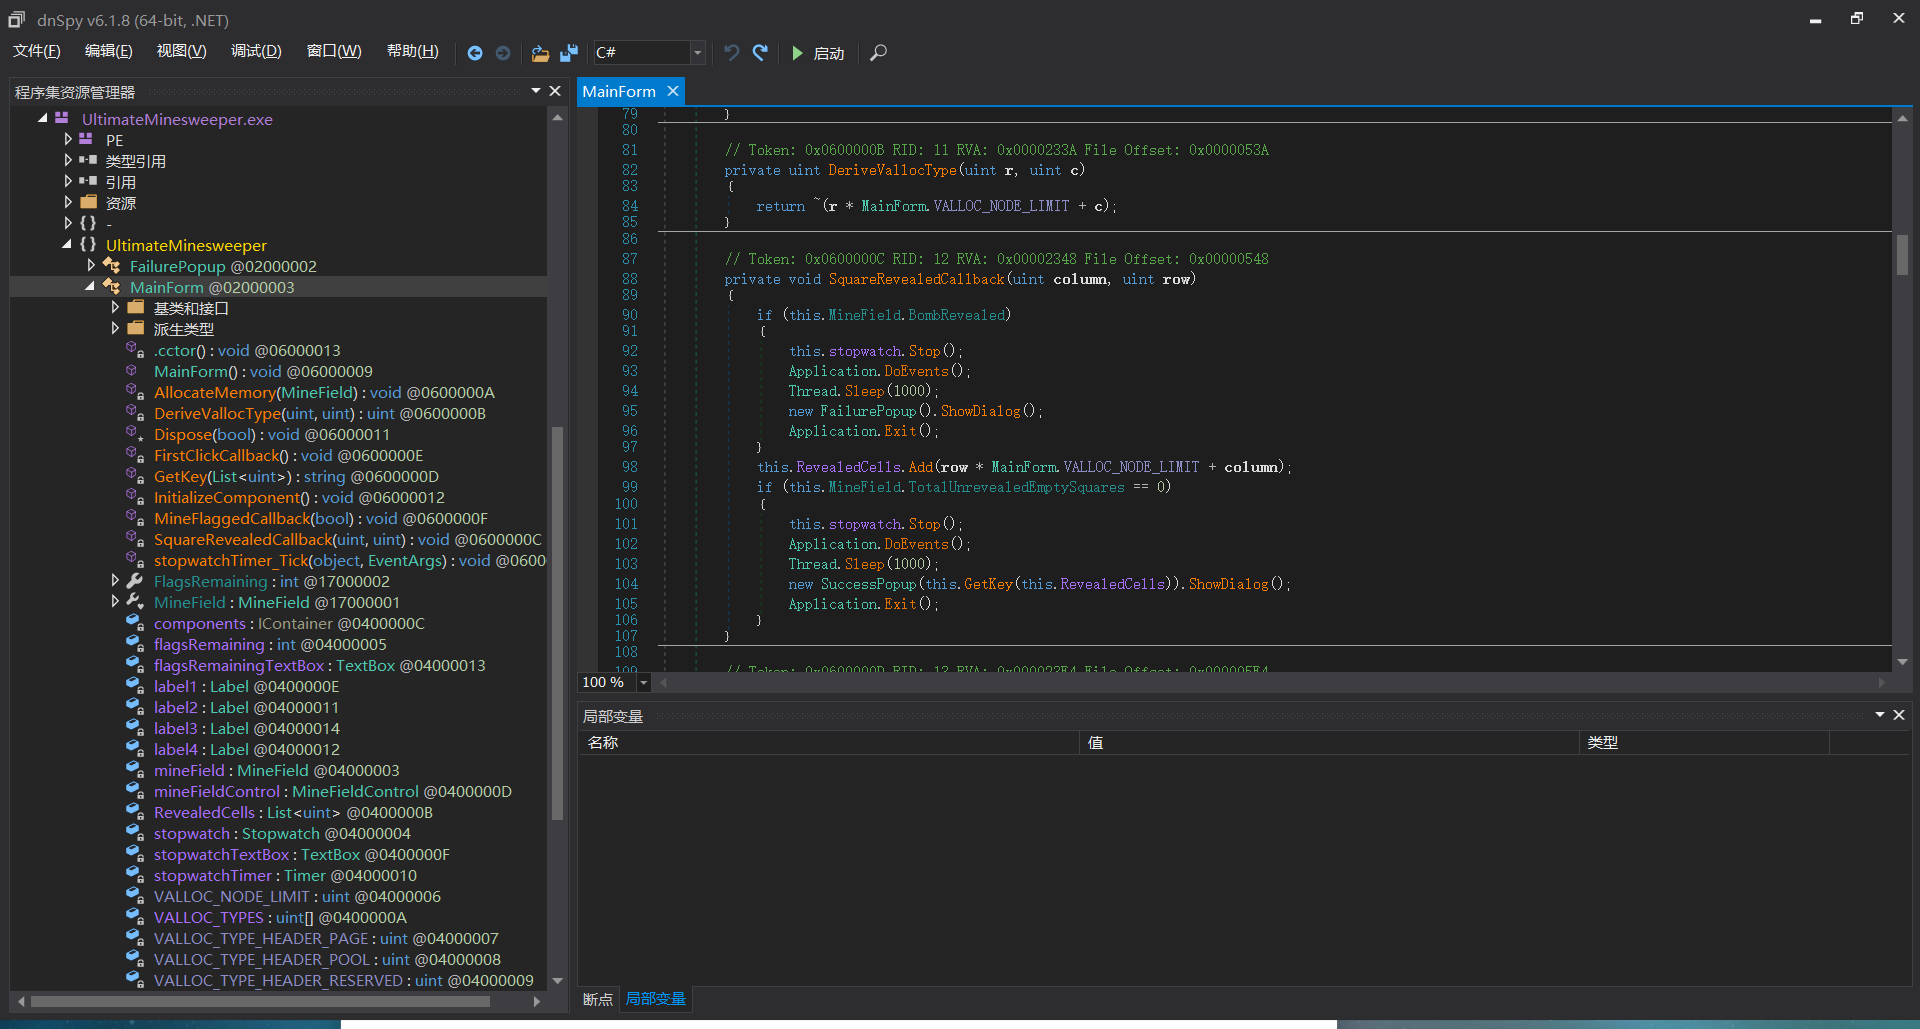 dnSpy v6.1.8 (64-bit, .NET)
文件(F) 编辑(E) 视图(V) 调试(D) 窗口(W) 帮助(H) C# 启动
程序集资源管理器
UltimateMinesweeper.exe
PE
类型引用
引用
资源
{ } -
{ } UltimateMinesweeper
FailurePopup @02000002
MainForm @02000003
基类和接口
派生类型
.cctor() : void @06000013
MainForm() : void @06000009
AllocateMemory(MineField) : void @0600000A
DeriveVallocType(uint, uint) : uint @0600000B
Dispose(bool) : void @06000011
FirstClickCallback() : void @0600000E
GetKey(List<uint>) : string @0600000D
InitializeComponent() : void @06000012
MineFlaggedCallback(bool) : void @0600000F
SquareRevealedCallback(uint, uint) : void @0600000C
stopwatchTimer_Tick(object, EventArgs) : void @0600
FlagsRemaining : int @17000002
MineField : MineField @17000001
components : IContainer @0400000C
flagsRemaining : int @04000005
flagsRemainingTextBox : TextBox @04000013
label1 : Label @0400000E
label2 : Label @04000011
label3 : Label @04000014
label4 : Label @04000012
mineField : MineField @04000003
mineFieldControl : MineFieldControl @0400000D
RevealedCells : List<uint> @0400000B
stopwatch : Stopwatch @04000004
stopwatchTextBox : TextBox @0400000F
stopwatchTimer : Timer @04000010
VALLOC_NODE_LIMIT : uint @04000006
VALLOC_TYPES : uint[] @0400000A
VALLOC_TYPE_HEADER_PAGE : uint @04000007
VALLOC_TYPE_HEADER_POOL : uint @04000008
VALLOC_TYPE_HEADER_RESERVED : uint @04000009
MainForm
79 }
80
81 // Token: 0x0600000B RID: 11 RVA: 0x0000233A File Offset: 0x0000053A
82 private uint DeriveVallocType(uint r, uint c)
83 {
84 return ~(r * MainForm.VALLOC_NODE_LIMIT + c);
85 }
86
87 // Token: 0x0600000C RID: 12 RVA: 0x00002348 File Offset: 0x00000548
88 private void SquareRevealedCallback(uint column, uint row)
89 {
90 if (this.MineField.BombRevealed)
91 {
92 this.stopwatch.Stop();
93 Application.DoEvents();
94 Thread.Sleep(1000);
95 new FailurePopup().ShowDialog();
96 Application.Exit();
97 }
98 this.RevealedCells.Add(row * MainForm.VALLOC_NODE_LIMIT + column);
99 if (this.MineField.TotalUnrevealedEmptySquares == 0)
100 {
101 this.stopwatch.Stop();
102 Application.DoEvents();
103 Thread.Sleep(1000);
104 new SuccessPopup(this.GetKey(this.RevealedCells)).ShowDialog();
105 Application.Exit();
106 }
107 }
108
109 // Token: 0x0600000D RID: 13 RVA: 0x000023E4 File Offset: 0x000005E4
100 %
局部变量
名称 值 类型
断点 局部变量